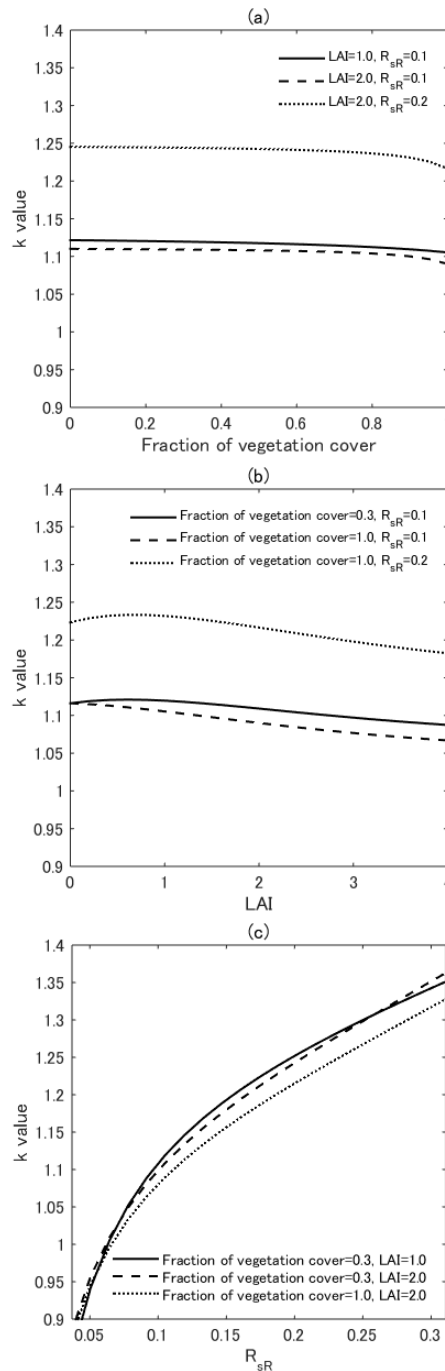 (a)
1.4
LAI=1.0, RsR=0.1
1.35
LAI=2.0, RsR=0.1
LAI=2.0, RsR=0.2
1.3
1.25
1.2
k value
1.15
1.1
1.05
1
0.95
0.9
0 0.2 0.4 0.6 0.8
Fraction of vegetation cover
(b)
1.4
Fraction of vegetation cover=0.3, RsR=0.1
1.35
Fraction of vegetation cover=1.0, RsR=0.1
Fraction of vegetation cover=1.0, RsR=0.2
1.3
1.25
1.2
k value
1.15
1.1
1.05
1
0.95
0.9
0 1 2 3
LAI
(c)
1.4
1.35
1.3
1.25
1.2
k value
1.15
1.1
1.05
1
Fraction of vegetation cover=0.3, LAI=1.0
0.95
Fraction of vegetation cover=0.3, LAI=2.0
Fraction of vegetation cover=1.0, LAI=2.0
0.9
0.05 0.1 0.15 0.2 0.25 0.3
RsR